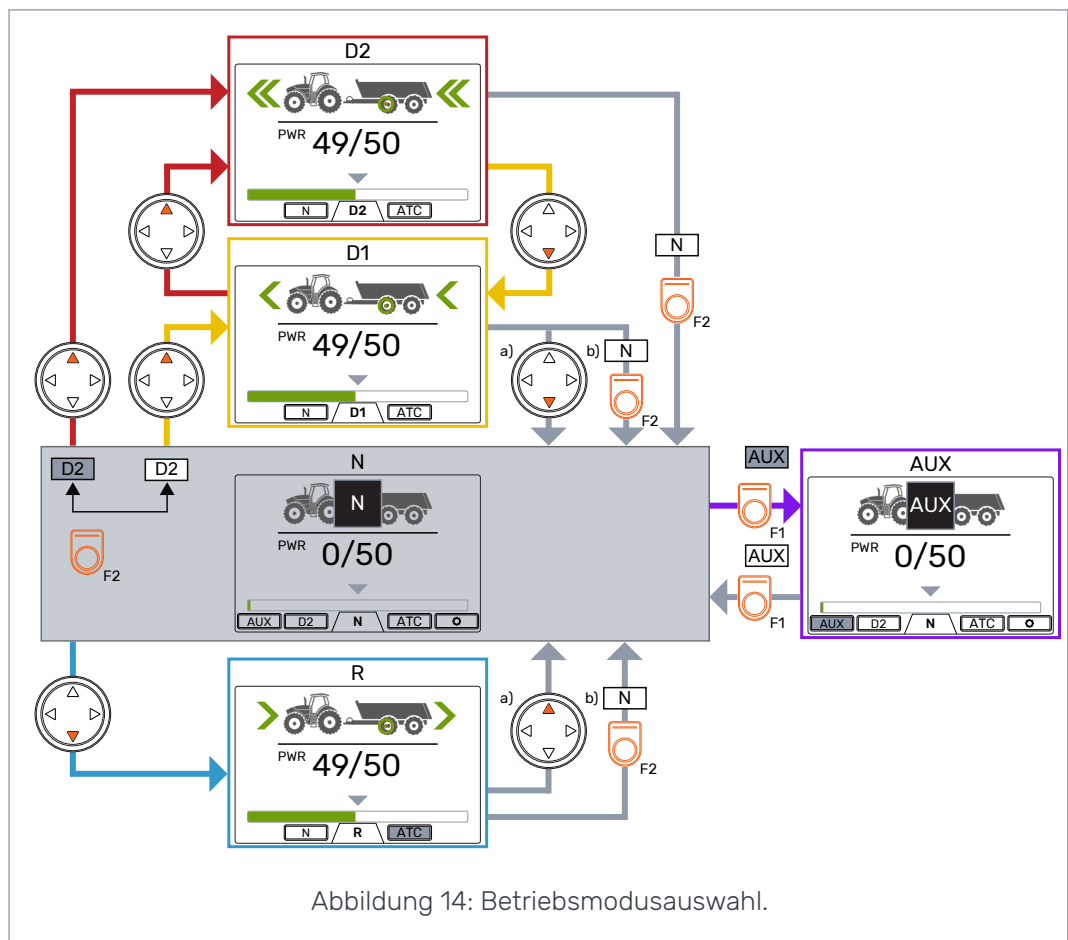 D2
PWR 49/50
N D2 ATC
N
F2
D1
PWR 49/50
a)
b) N
N D1 ATC
F2
D2
D2
F2
N
N
PWR 0/50
AUX D2 N ATC
AUX
F1
AUX
F1
AUX
AUX
PWR 0/50
AUX D2 N ATC
R
PWR 49/50
a)
b) N
F2
N R ATC
Abbildung 14: Betriebsmodusauswahl.